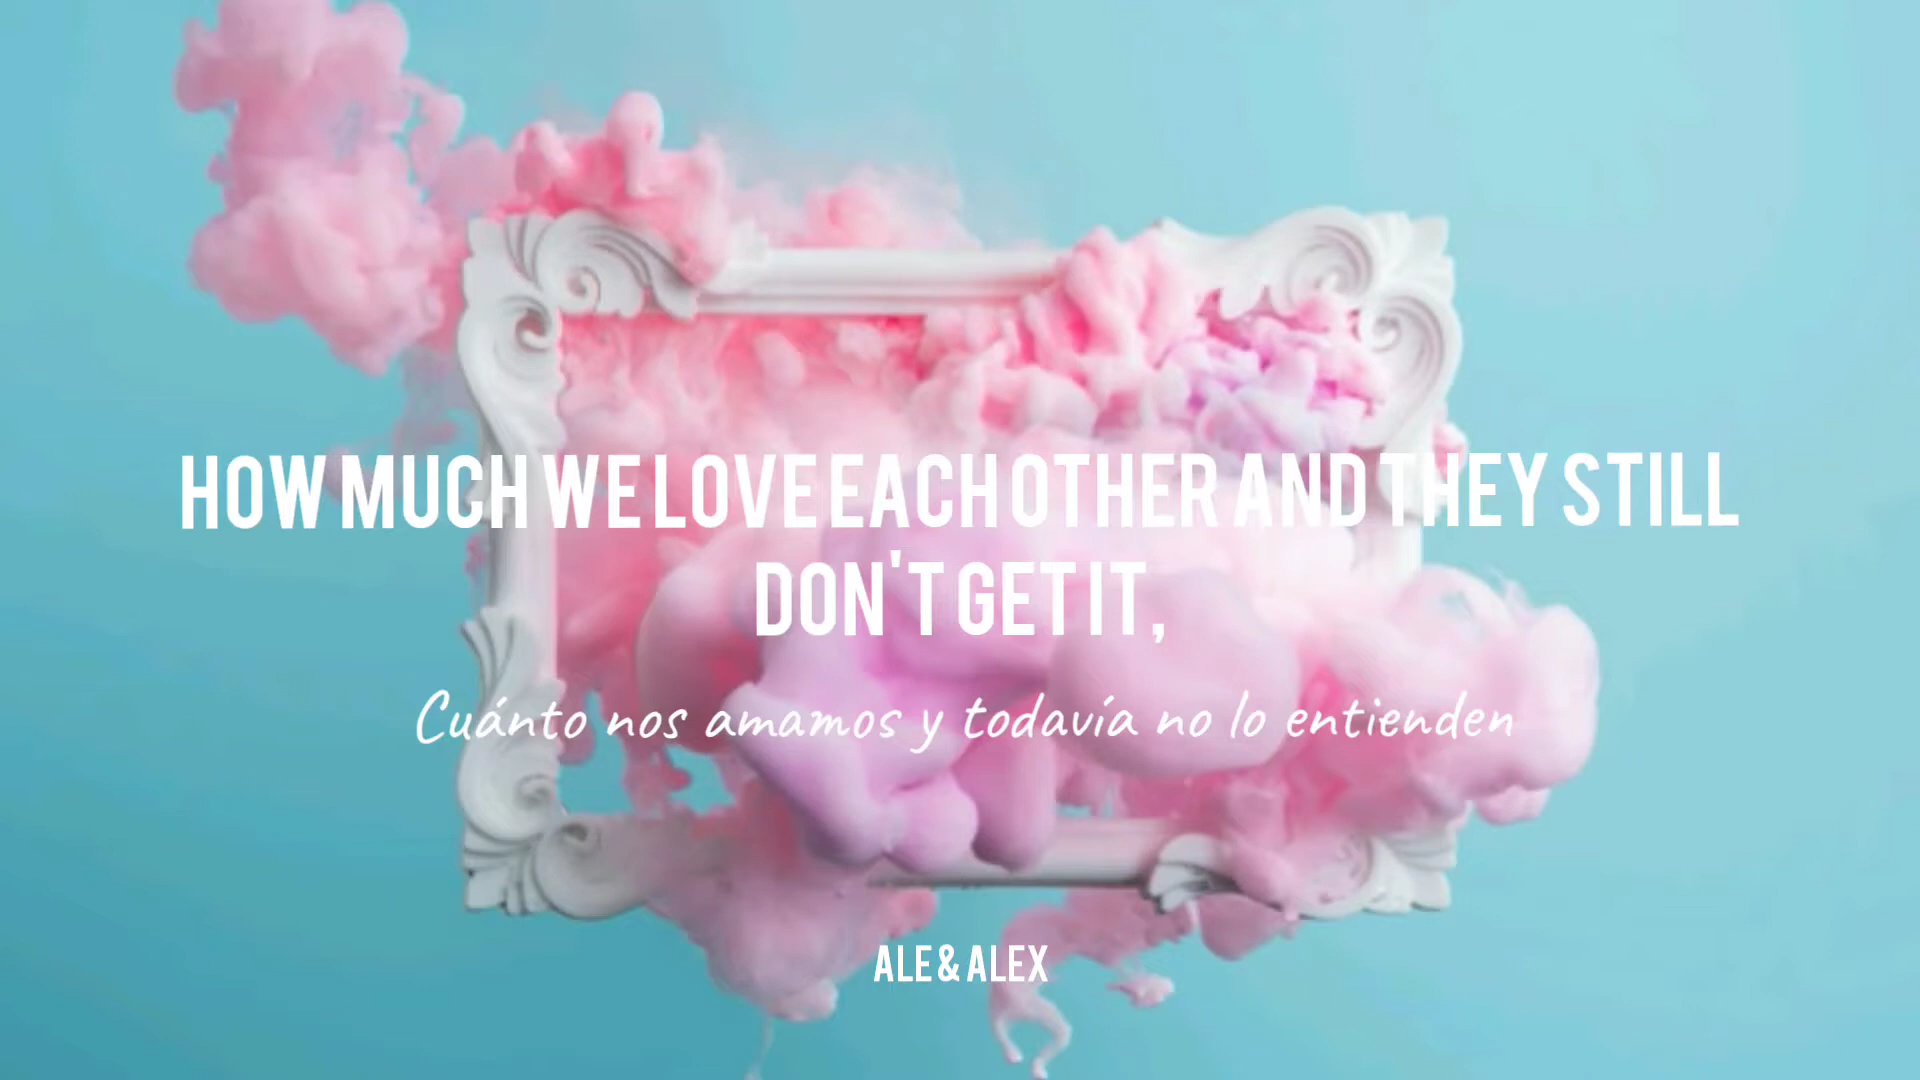 HOW MUCH WE LOVE EACH OTHER AND THEY STILL
DON'T GET IT,
Cuánto nos amamos y todavía no lo entienden
ALE & ALEX